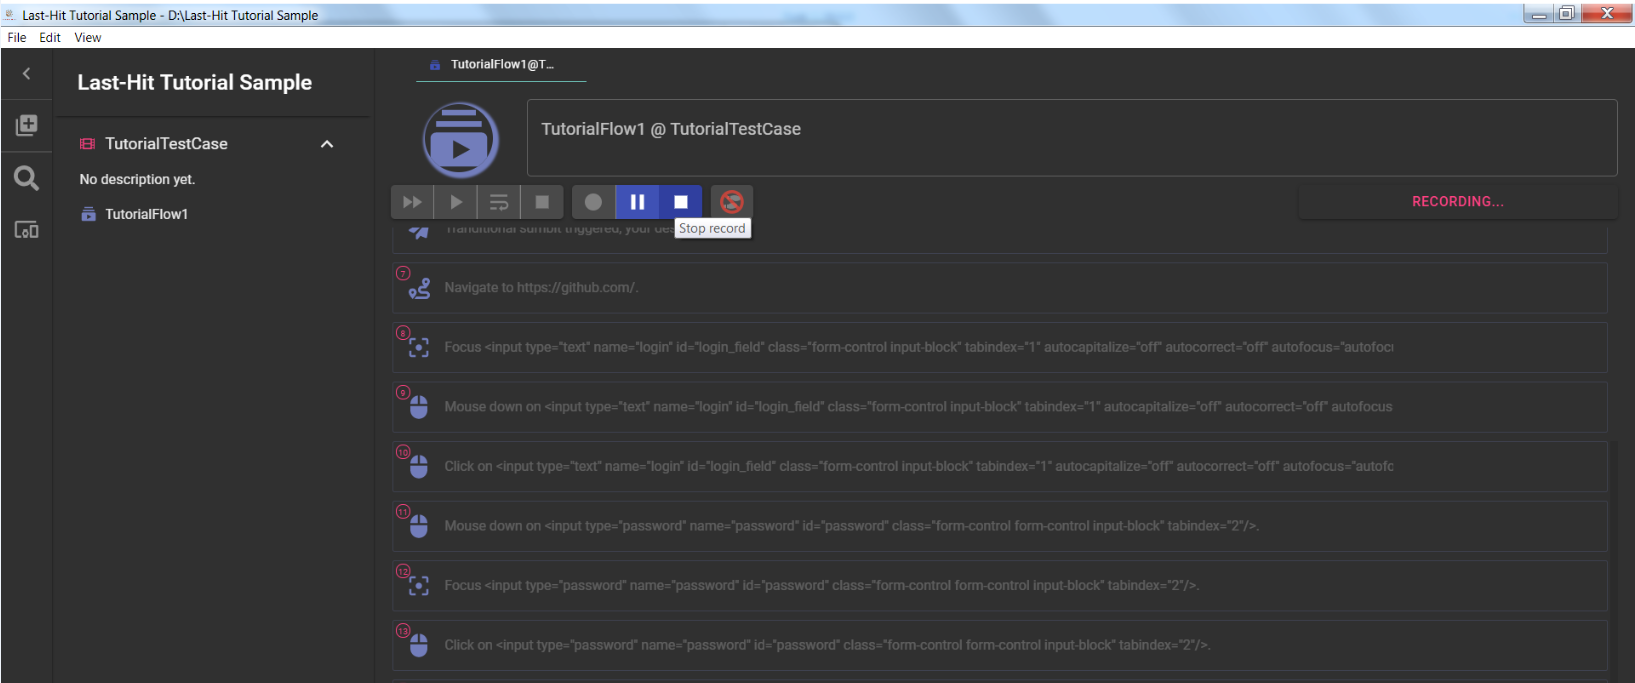 Last-Hit Tutorial Sample - D:\Last-Hit Tutorial Sample
File Edit View
Last-Hit Tutorial Sample
TutorialTestCase
No description yet.
TutorialFlow1
TutorialFlow1@T...
TutorialFlow1 @ TutorialTestCase
RECORDING...
Stop record
Tranditional sumbit triggered, your des
7
Navigate to https://github.com/.
8
Focus <input type="text" name="login" id="login_field" class="form-control input-block" tabindex="1" autocapitalize="off" autocorrect="off" autofocus="autofocu
9
Mouse down on <input type="text" name="login" id="login_field" class="form-control input-block" tabindex="1" autocapitalize="off" autocorrect="off" autofocus
10
Click on <input type="text" name="login" id="login_field" class="form-control input-block" tabindex="1" autocapitalize="off" autocorrect="off" autofocus="autofc
11
Mouse down on <input type="password" name="password" id="password" class="form-control form-control input-block" tabindex="2"/>.
12
Focus <input type="password" name="password" id="password" class="form-control form-control input-block" tabindex="2"/>.
13
Click on <input type="password" name="password" id="password" class="form-control form-control input-block" tabindex="2"/>.